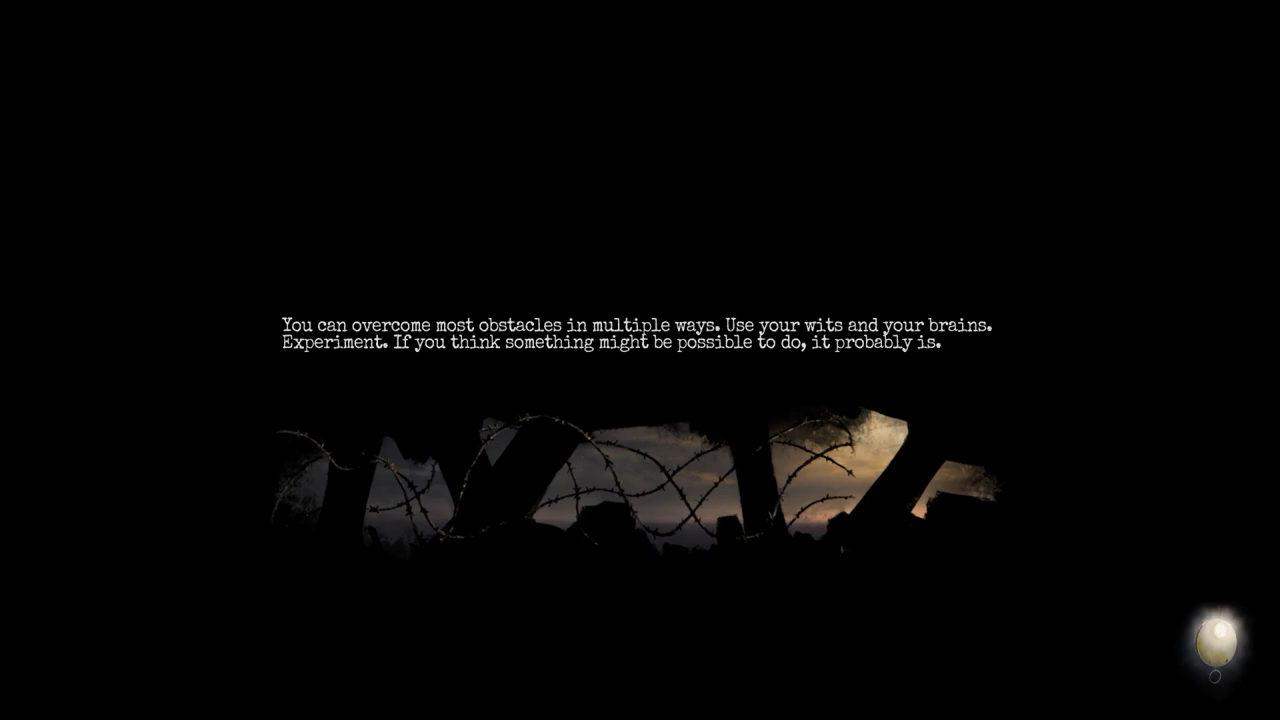 You can overcome most obstacles in multiple ways. Use your wits and your brains.
Experiment. If you think something might be possible to do, it probably is.